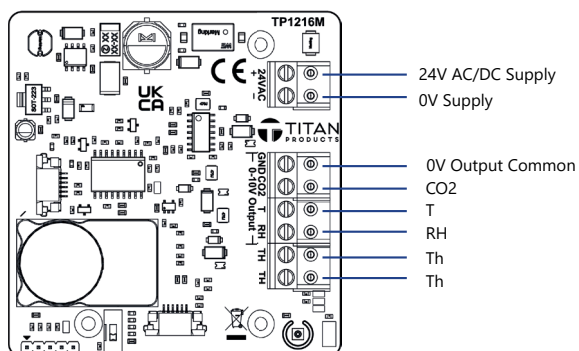 TP1216M
24V AC/DC Supply
24VAC
+
-
0V Supply
UK
CA
CE
SOT-223
TITAN
PRODUCTS
0V Output Common
GND
CO2
CO2
0-10V Output
T
T
RH
RH
TH
Th
TH
Th